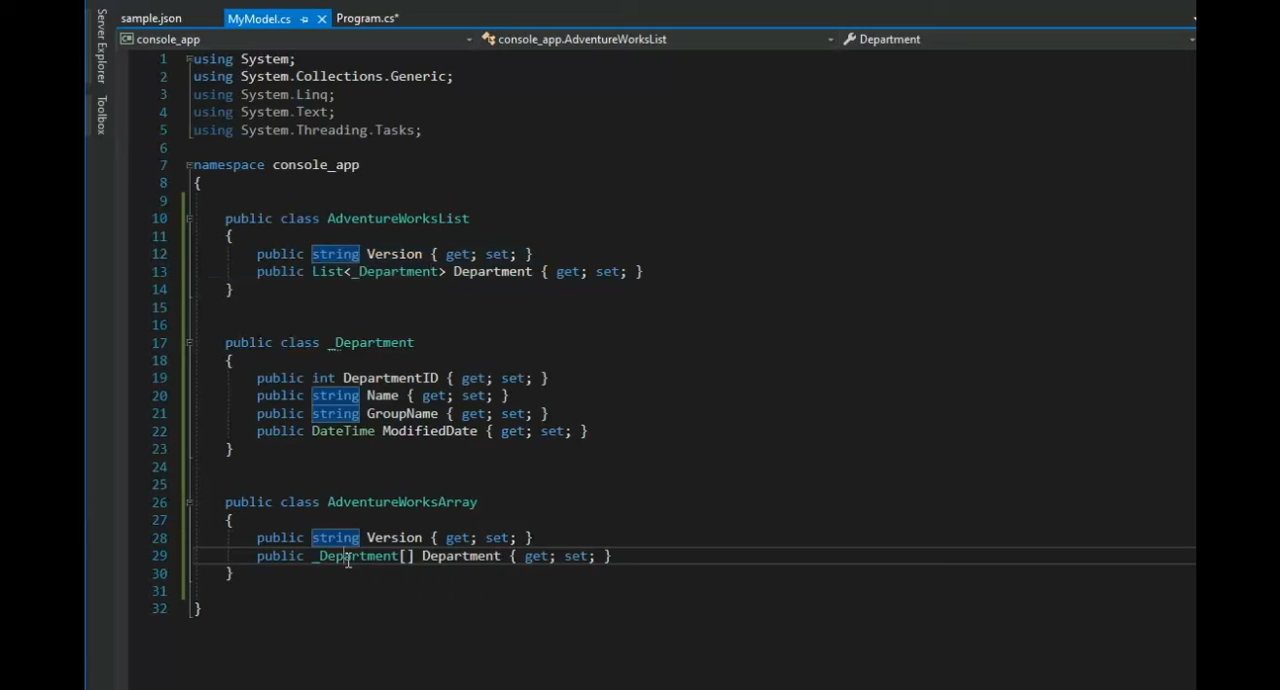 sample.json MyModel.cs Program.cs*
Server Explorer
Toolbox
console_app console_app.AdventureWorksList Department
1 using System;
2 using System.Collections.Generic;
3 using System.Linq;
4 using System.Text;
5 using System.Threading.Tasks;
6
7 namespace console_app
8 {
9
10 public class AdventureWorksList
11 {
12 public string Version { get; set; }
13 public List<_Department> Department { get; set; }
14 }
15
16
17 public class _Department
18 {
19 public int DepartmentID { get; set; }
20 public string Name { get; set; }
21 public string GroupName { get; set; }
22 public DateTime ModifiedDate { get; set; }
23 }
24
25
26 public class AdventureWorksArray
27 {
28 public string Version { get; set; }
29 public _Department[] Department { get; set; }
30 }
31
32 }